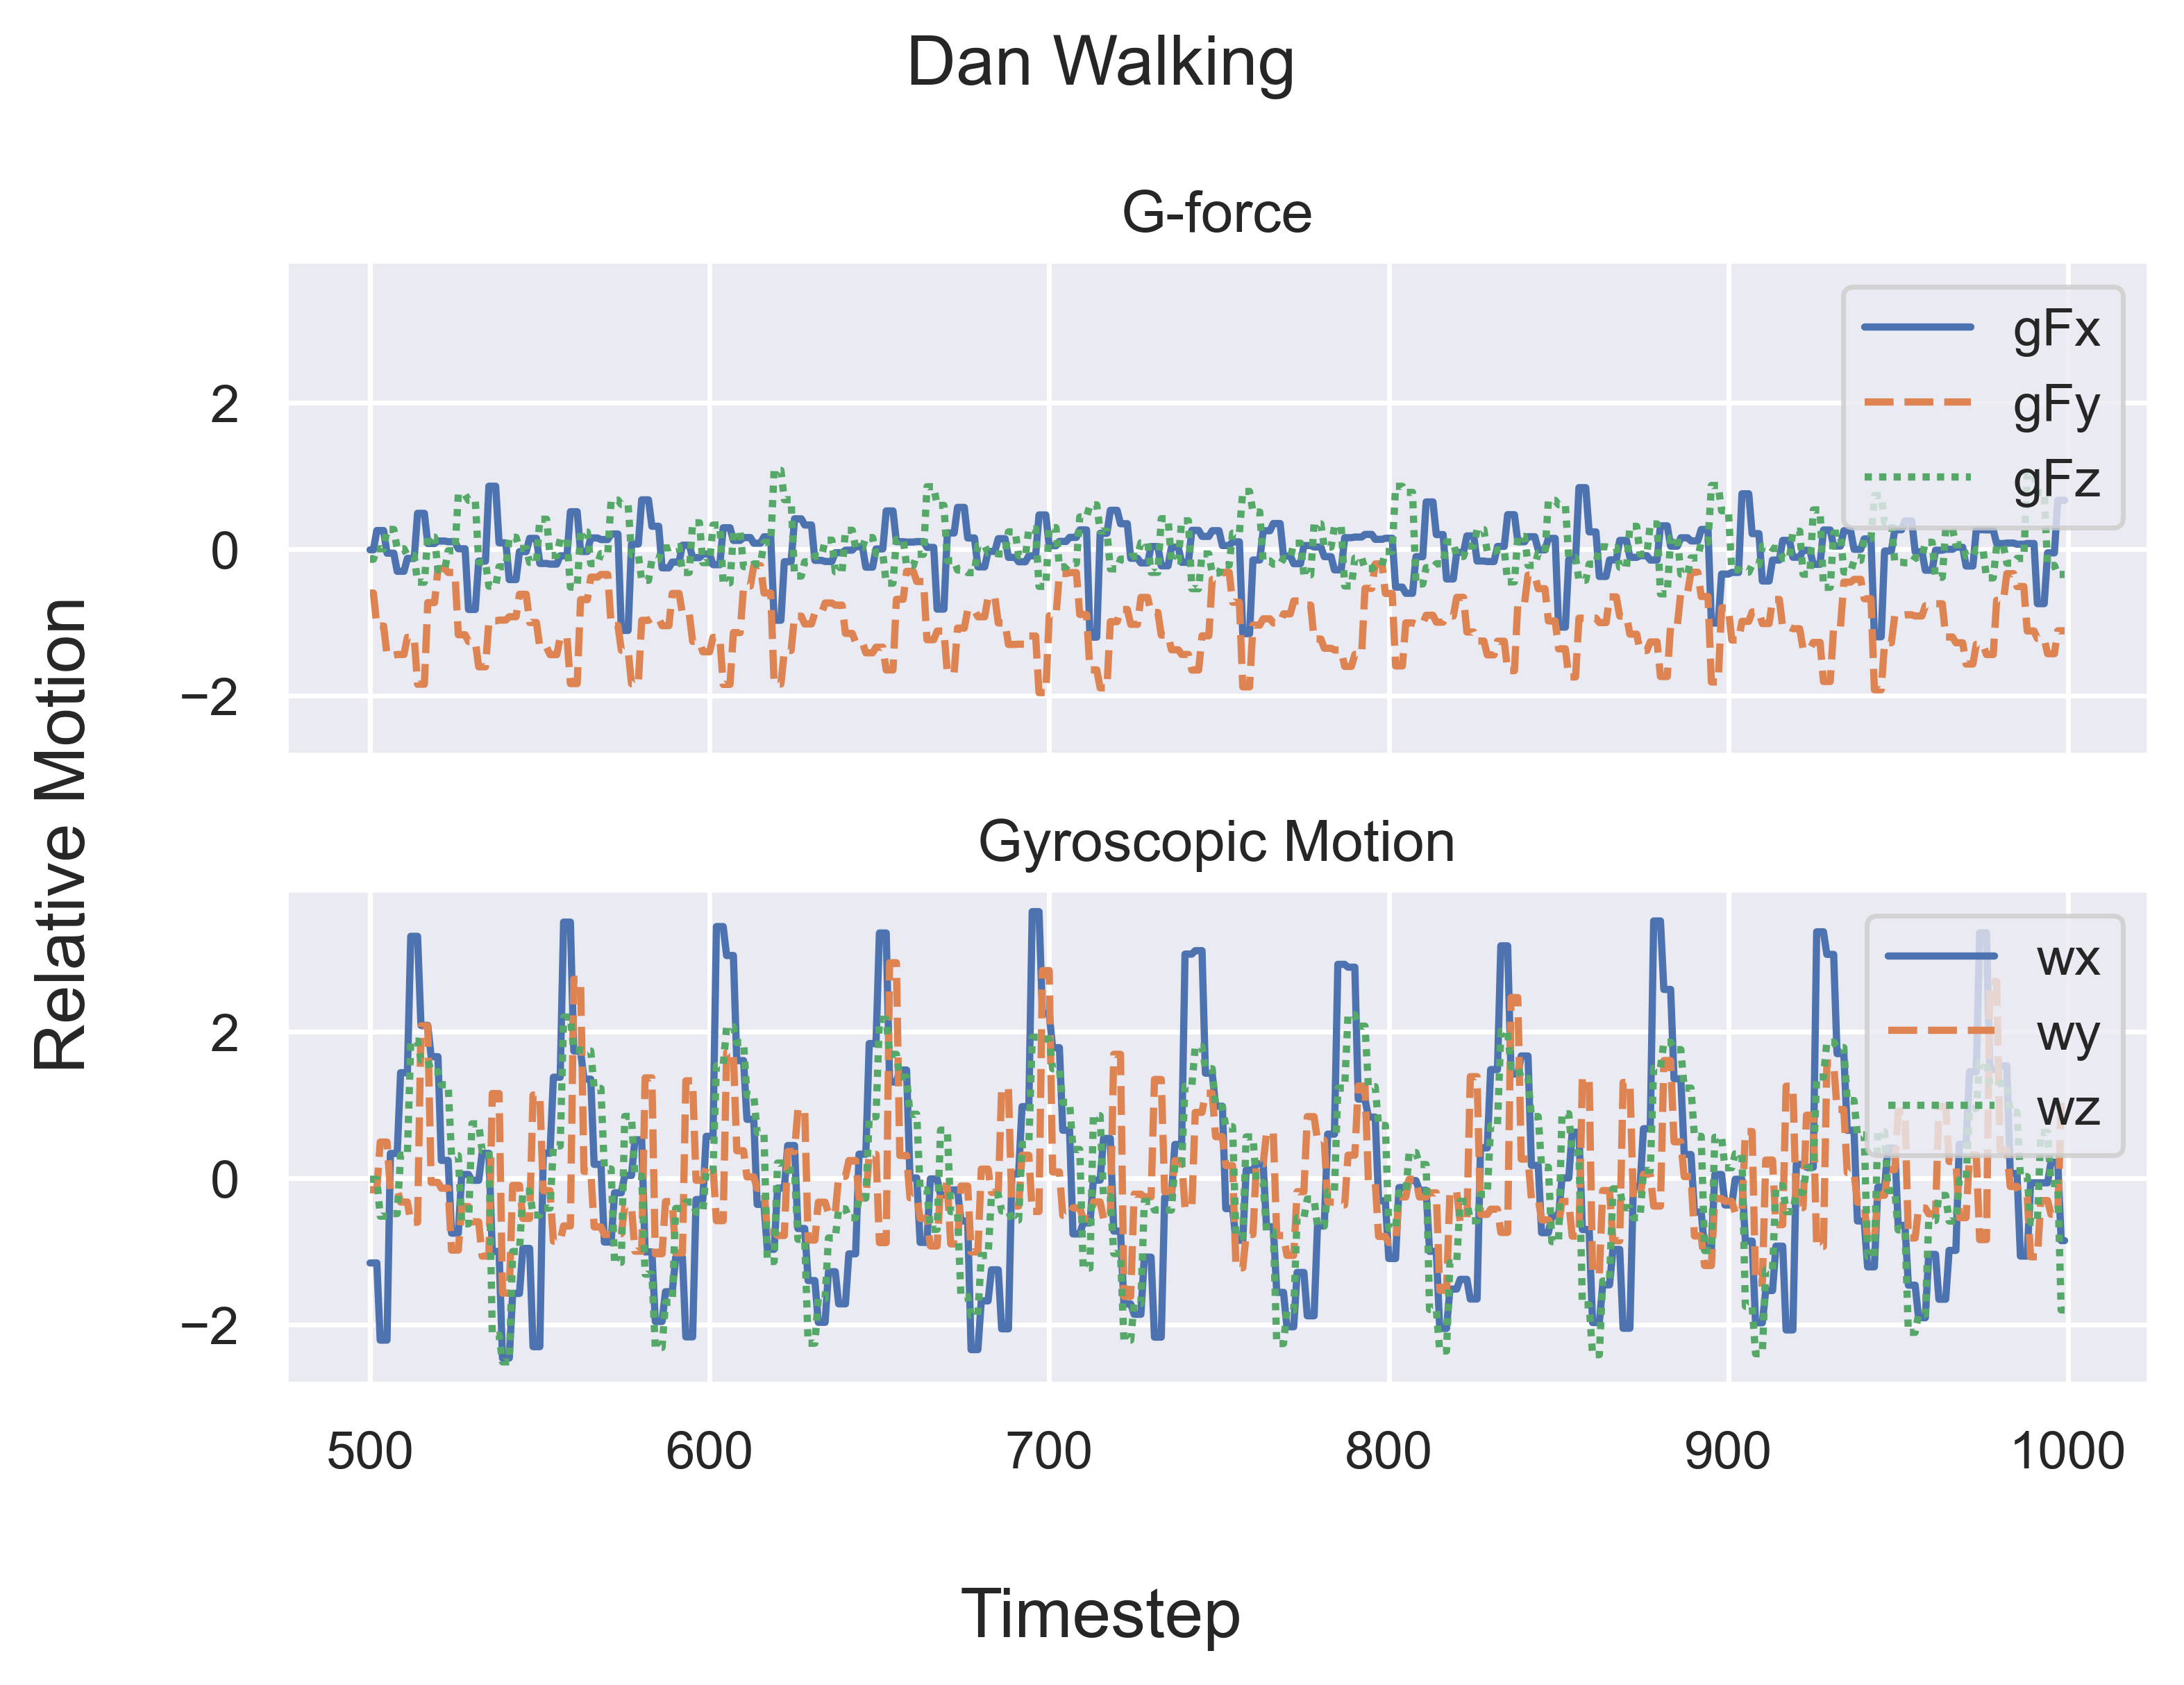 Dan Walking
G-force
2
0
−2
gFx
gFy
gFz
Relative Motion
Gyroscopic Motion
2
0
−2
wx
wy
wz
500 600 700 800 900 1000
Timestep